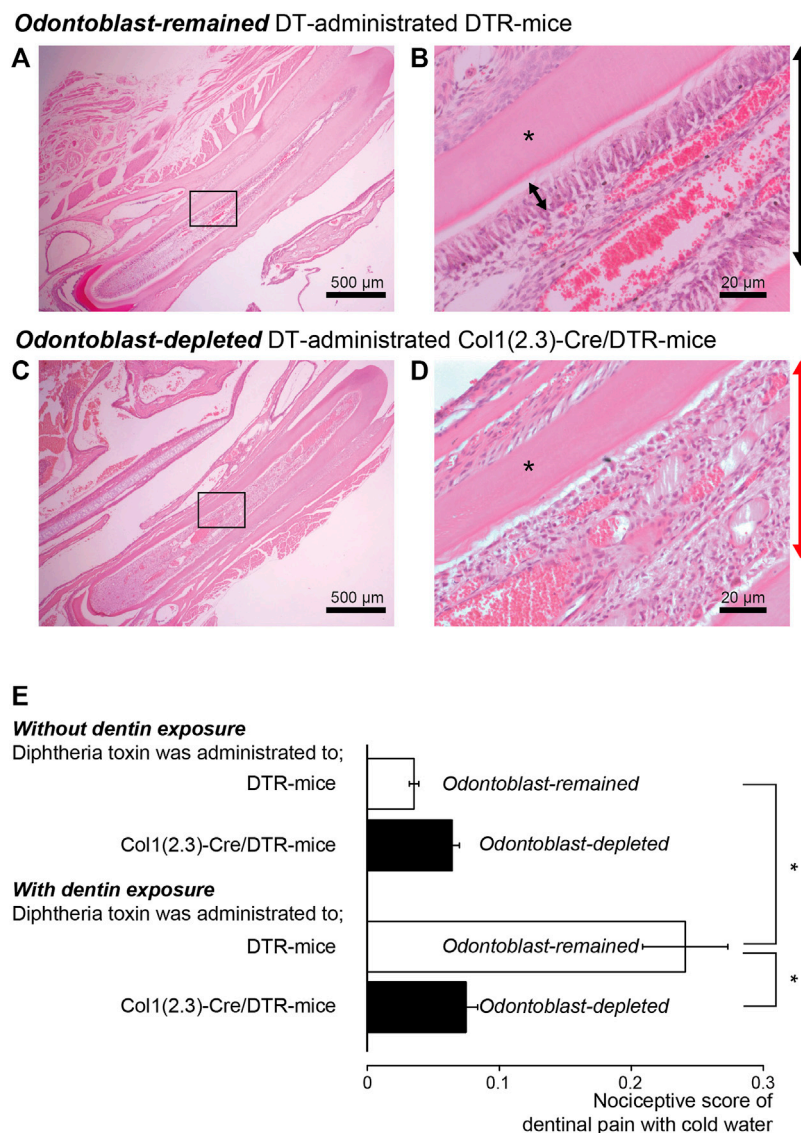 Odontoblast-remained DT-administrated DTR-mice
A
B
*
500 µm
20 µm
Odontoblast-depleted DT-administrated Col1(2.3)-Cre/DTR-mice
C
D
*
500 µm
20 µm
E
Without dentin exposure
Diphtheria toxin was administrated to;
DTR-mice
Odontoblast-remained
Col1(2.3)-Cre/DTR-mice
Odontoblast-depleted
*
With dentin exposure
Diphtheria toxin was administrated to;
DTR-mice
Odontoblast-remained
*
Col1(2.3)-Cre/DTR-mice
Odontoblast-depleted
0 0.1 0.2 0.3
Nociceptive score of
dentinal pain with cold water